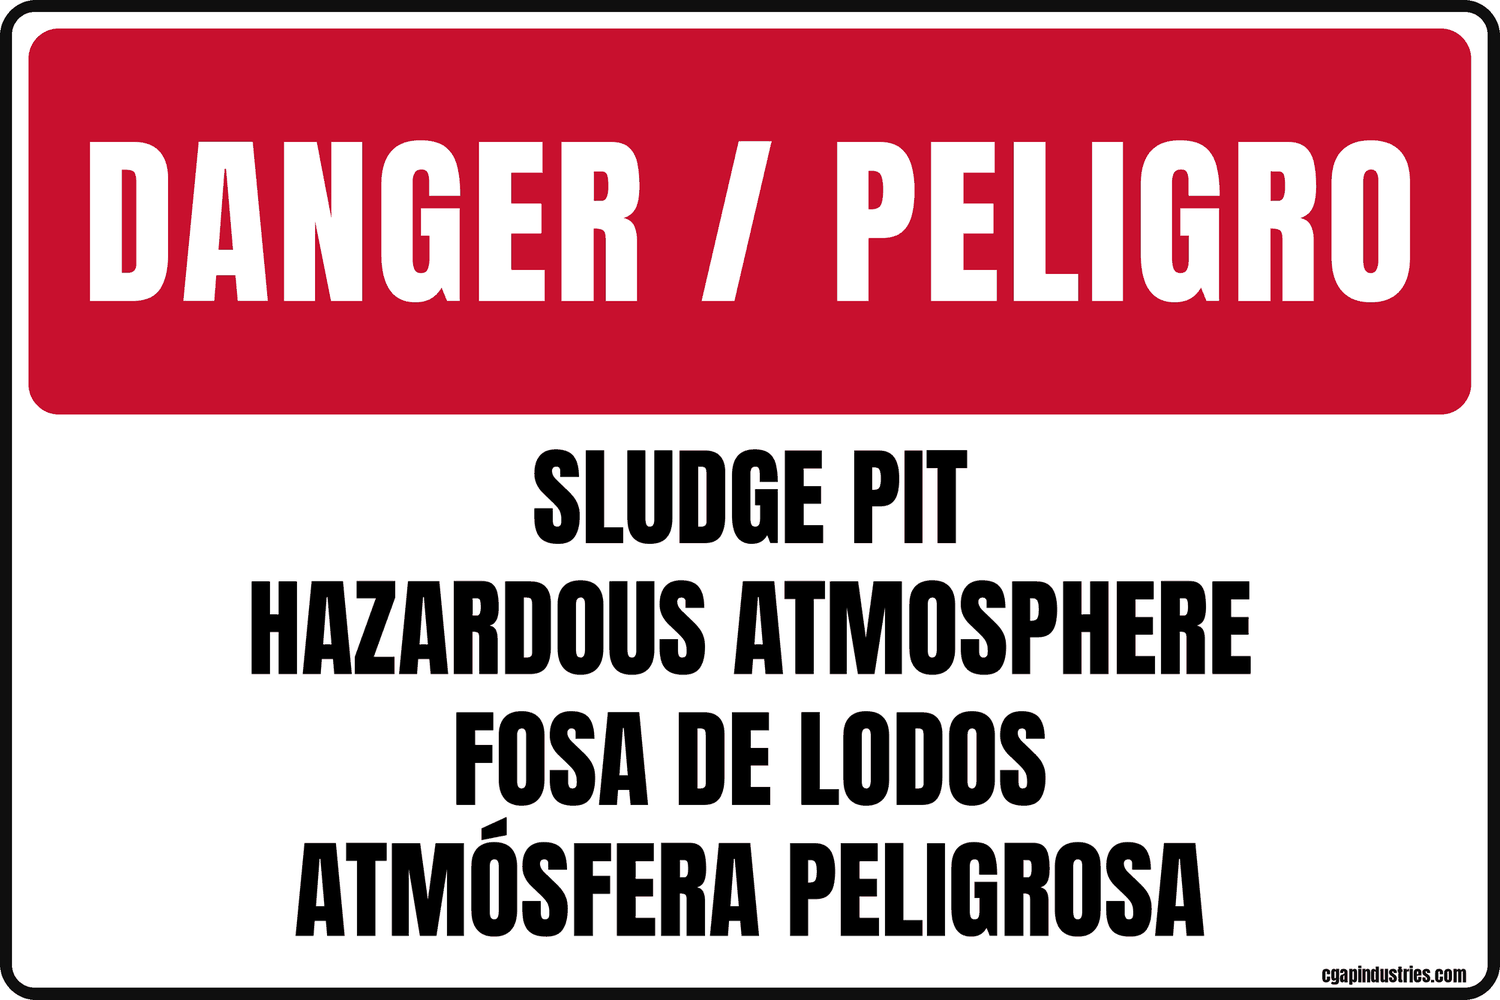 DANGER / PELIGRO
SLUDGE PIT
HAZARDOUS ATMOSPHERE
FOSA DE LODOS
ATMÓSFERA PELIGROSA
cgapindustries.com